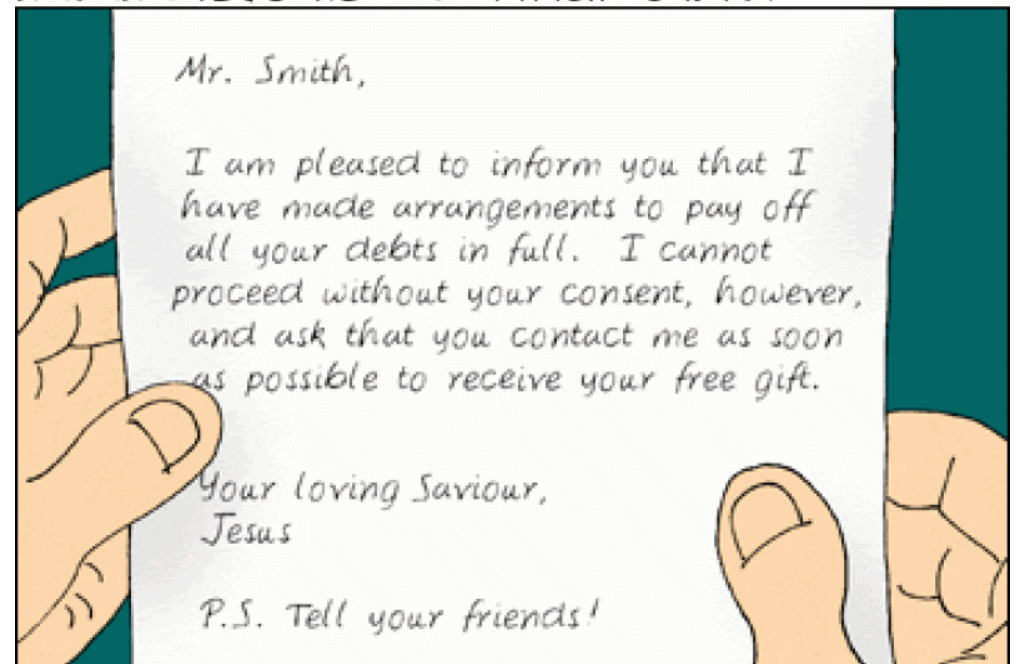 Mr. Smith,
I am pleased to inform you that I
have made arrangements to pay off
all your debts in full. I cannot
proceed without your consent, however,
and ask that you contact me as soon
as possible to receive your free gift.
Your loving Saviour,
Jesus
P.S. Tell your friends!